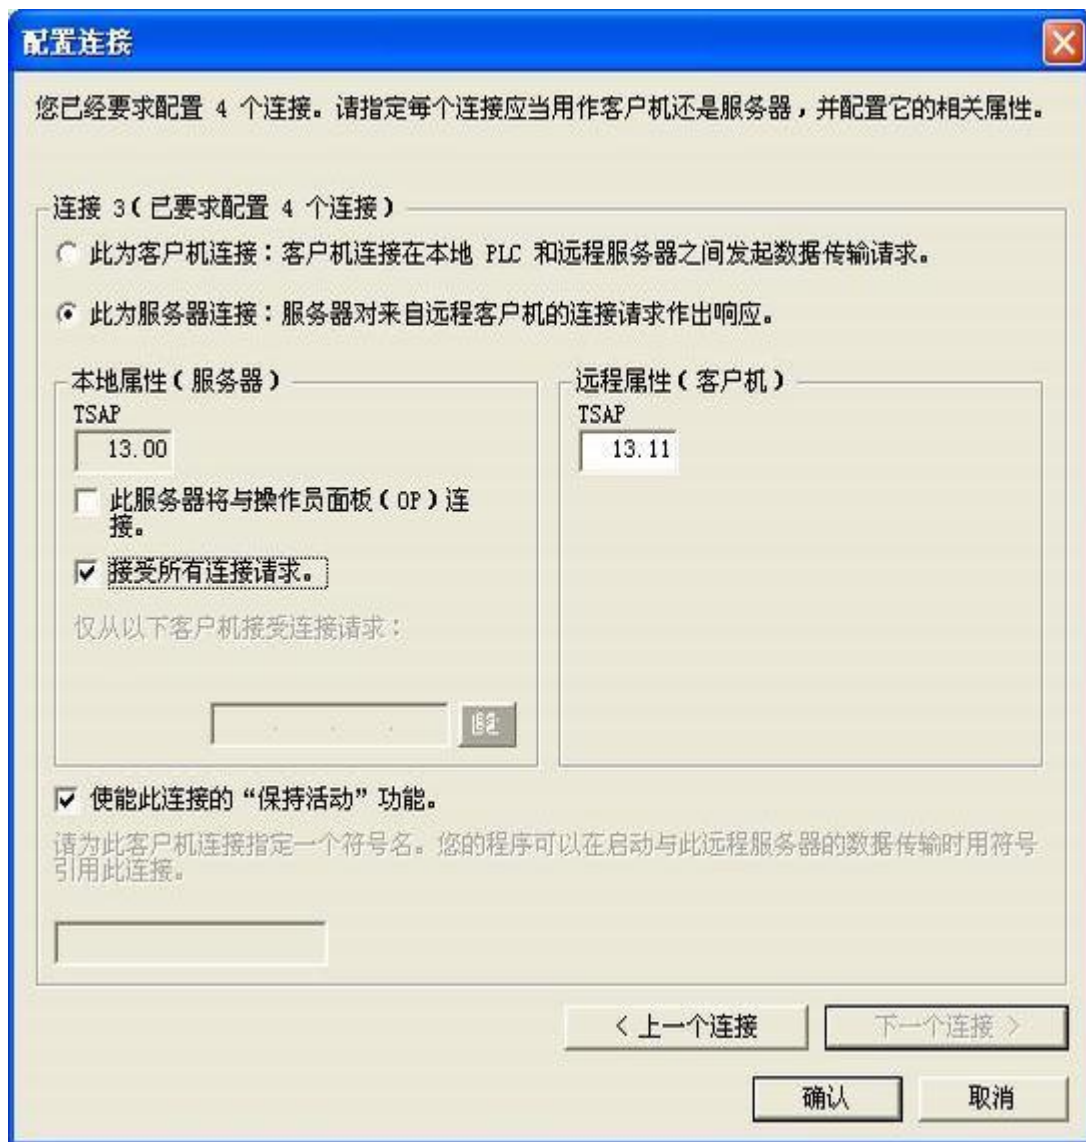 配置连接
您已经要求配置 4 个连接。请指定每个连接应当用作客户机还是服务器,并配置它的相关属性。
连接 3(已要求配置 4 个连接)
此为客户机连接:客户机连接在本地 PLC 和远程服务器之间发起数据传输请求。
此为服务器连接:服务器对来自远程客户机的连接请求作出响应。
本地属性(服务器)
远程属性(客户机)
TSAP
TSAP
13.00
13.11
此服务器将与操作员面板(OP)连
接。
接受所有连接请求。
仅从以下客户机接受连接请求:
使能此连接的“保持活动”功能。
请为此客户机连接指定一个符号名。您的程序可以在启动与此远程服务器的数据传输时用符号
引用此连接。
< 上一个连接
下一个连接 >
确认
取消